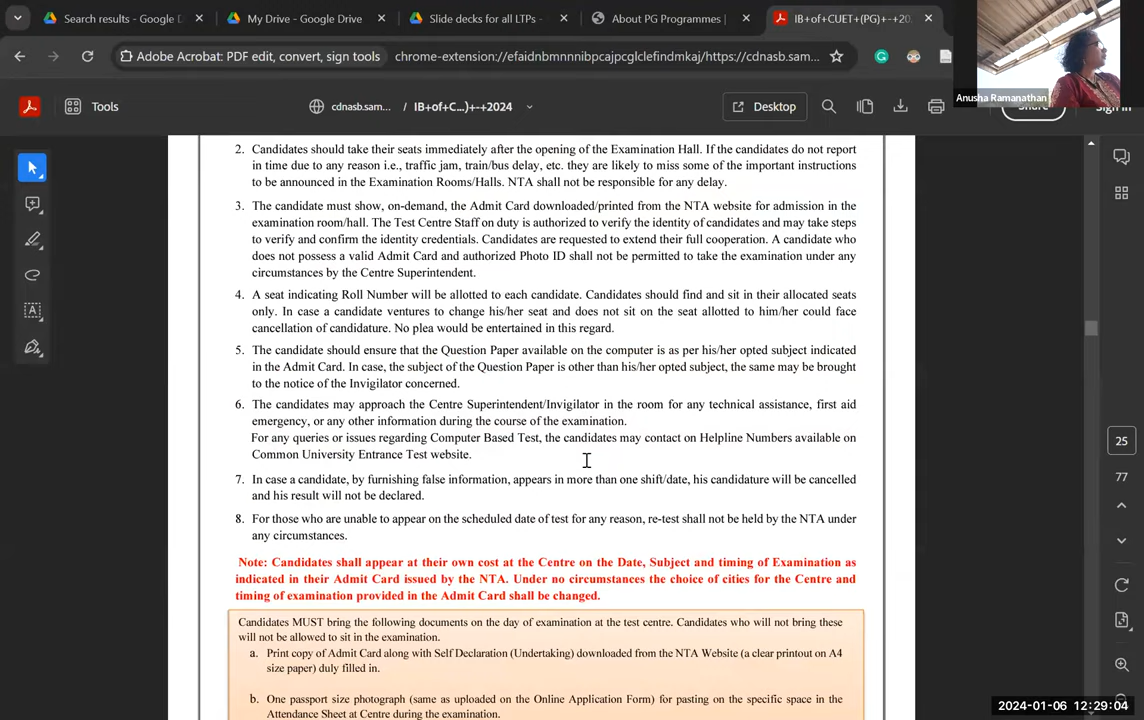 Search results - Google D
My Drive - Google Drive
Slide decks for all LTPs -
About PG Programmes |
IB+of+CUET+(PG)+-+20
Adobe Acrobat: PDF edit, convert, sign tools
chrome-extension://efaidnbmnnnibpcajpcglclefindmkaj/https://cdnasb.sam...
Anusha Ramanathan
Tools
cdnasb.sam... / IB+of+C...)+-+2024
Desktop
2. Candidates should take their seats immediately after the opening of the Examination Hall. If the candidates do not report
in time due to any reason i.e., traffic jam, train/bus delay, etc. they are likely to miss some of the important instructions
to be announced in the Examination Rooms/Halls. NTA shall not be responsible for any delay.
3. The candidate must show, on-demand, the Admit Card downloaded/printed from the NTA website for admission in the
examination room/hall. The Test Centre Staff on duty is authorized to verify the identity of candidates and may take steps
to verify and confirm the identity credentials. Candidates are requested to extend their full cooperation. A candidate who
does not possess a valid Admit Card and authorized Photo ID shall not be permitted to take the examination under any
circumstances by the Centre Superintendent.
4. A seat indicating Roll Number will be allotted to each candidate. Candidates should find and sit in their allocated seats
only. In case a candidate ventures to change his/her seat and does not sit on the seat allotted to him/her could face
cancellation of candidature. No plea would be entertained in this regard.
5. The candidate should ensure that the Question Paper available on the computer is as per his/her opted subject indicated
in the Admit Card. In case, the subject of the Question Paper is other than his/her opted subject, the same may be brought
to the notice of the Invigilator concerned.
6. The candidates may approach the Centre Superintendent/Invigilator in the room for any technical assistance, first aid
emergency, or any other information during the course of the examination.
For any queries or issues regarding Computer Based Test, the candidates may contact on Helpline Numbers available on
Common University Entrance Test website.
7. In case a candidate, by furnishing false information, appears in more than one shift/date, his candidature will be cancelled
and his result will not be declared.
8. For those who are unable to appear on the scheduled date of test for any reason, re-test shall not be held by the NTA under
any circumstances.
Note: Candidates shall appear at their own cost at the Centre on the Date, Subject and timing of Examination as
indicated in their Admit Card issued by the NTA. Under no circumstances the choice of cities for the Centre and
timing of examination provided in the Admit Card shall be changed.
Candidates MUST bring the following documents on the day of examination at the test centre. Candidates who will not bring these
will not be allowed to sit in the examination.
a. Print copy of Admit Card along with Self Declaration (Undertaking) downloaded from the NTA Website (a clear printout on A4
size paper) duly filled in.
b. One passport size photograph (same as uploaded on the Online Application Form) for pasting on the specific space in the
Attendance Sheet at Centre during the examination.
25
77
2024-01-06 12:29:04